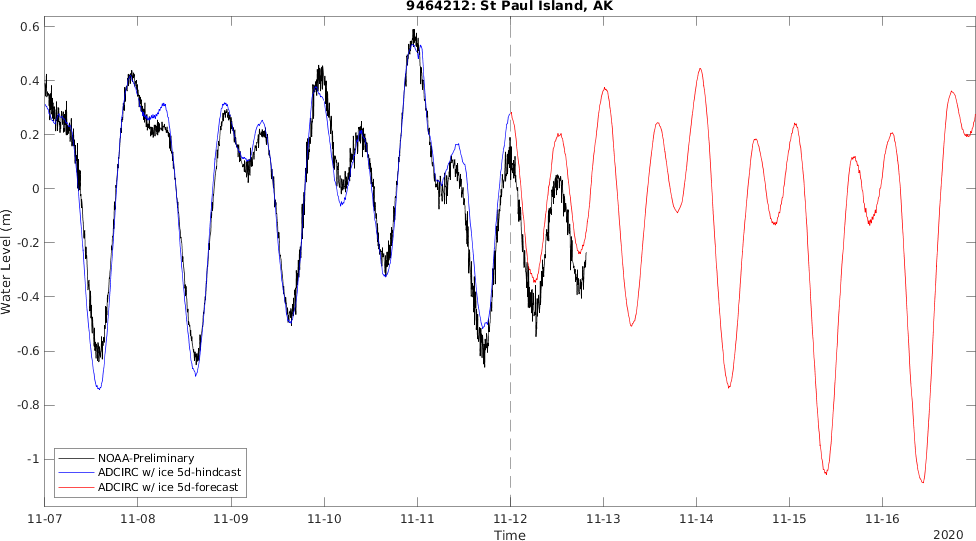 9464212: St Paul Island, AK
0.6
0.4
0.2
0
-0.2
-0.4
-0.6
-0.8
-1
Water Level (m)
NOAA-Preliminary
ADCIRC w/ ice 5d-hindcast
ADCIRC w/ ice 5d-forecast
11-07 11-08 11-09 11-10 11-11 11-12 11-13 11-14 11-15 11-16
Time
2020